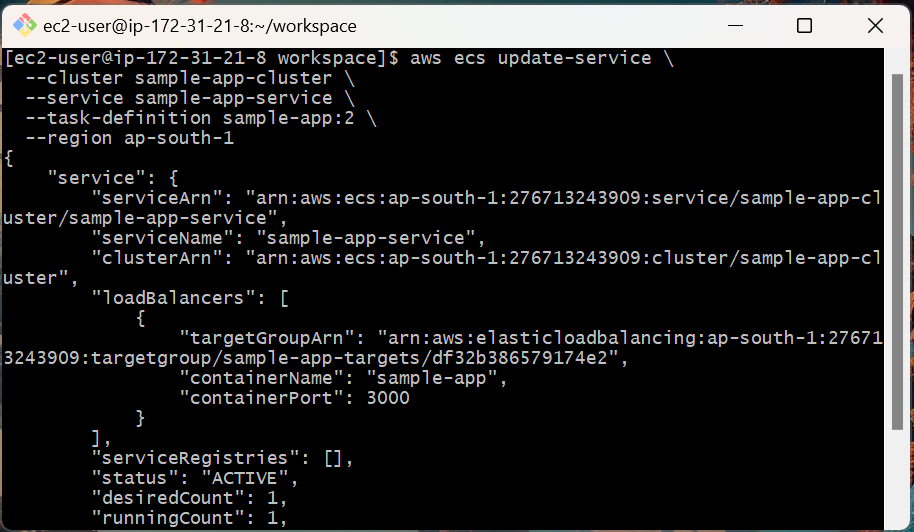 ec2-user@ip-172-31-21-8:~/workspace
[ec2-user@ip-172-31-21-8 workspace]$ aws ecs update-service \
  --cluster sample-app-cluster \
  --service sample-app-service \
  --task-definition sample-app:2 \
  --region ap-south-1
{
    "service": {
        "serviceArn": "arn:aws:ecs:ap-south-1:276713243909:service/sample-app-cl
uster/sample-app-service",
        "serviceName": "sample-app-service",
        "clusterArn": "arn:aws:ecs:ap-south-1:276713243909:cluster/sample-app-cl
uster",
        "loadBalancers": [
            {
                "targetGroupArn": "arn:aws:elasticloadbalancing:ap-south-1:27671
3243909:targetgroup/sample-app-targets/df32b386579174e2",
                "containerName": "sample-app",
                "containerPort": 3000
            }
        ],
        "serviceRegistries": [],
        "status": "ACTIVE",
        "desiredCount": 1,
        "runningCount": 1,